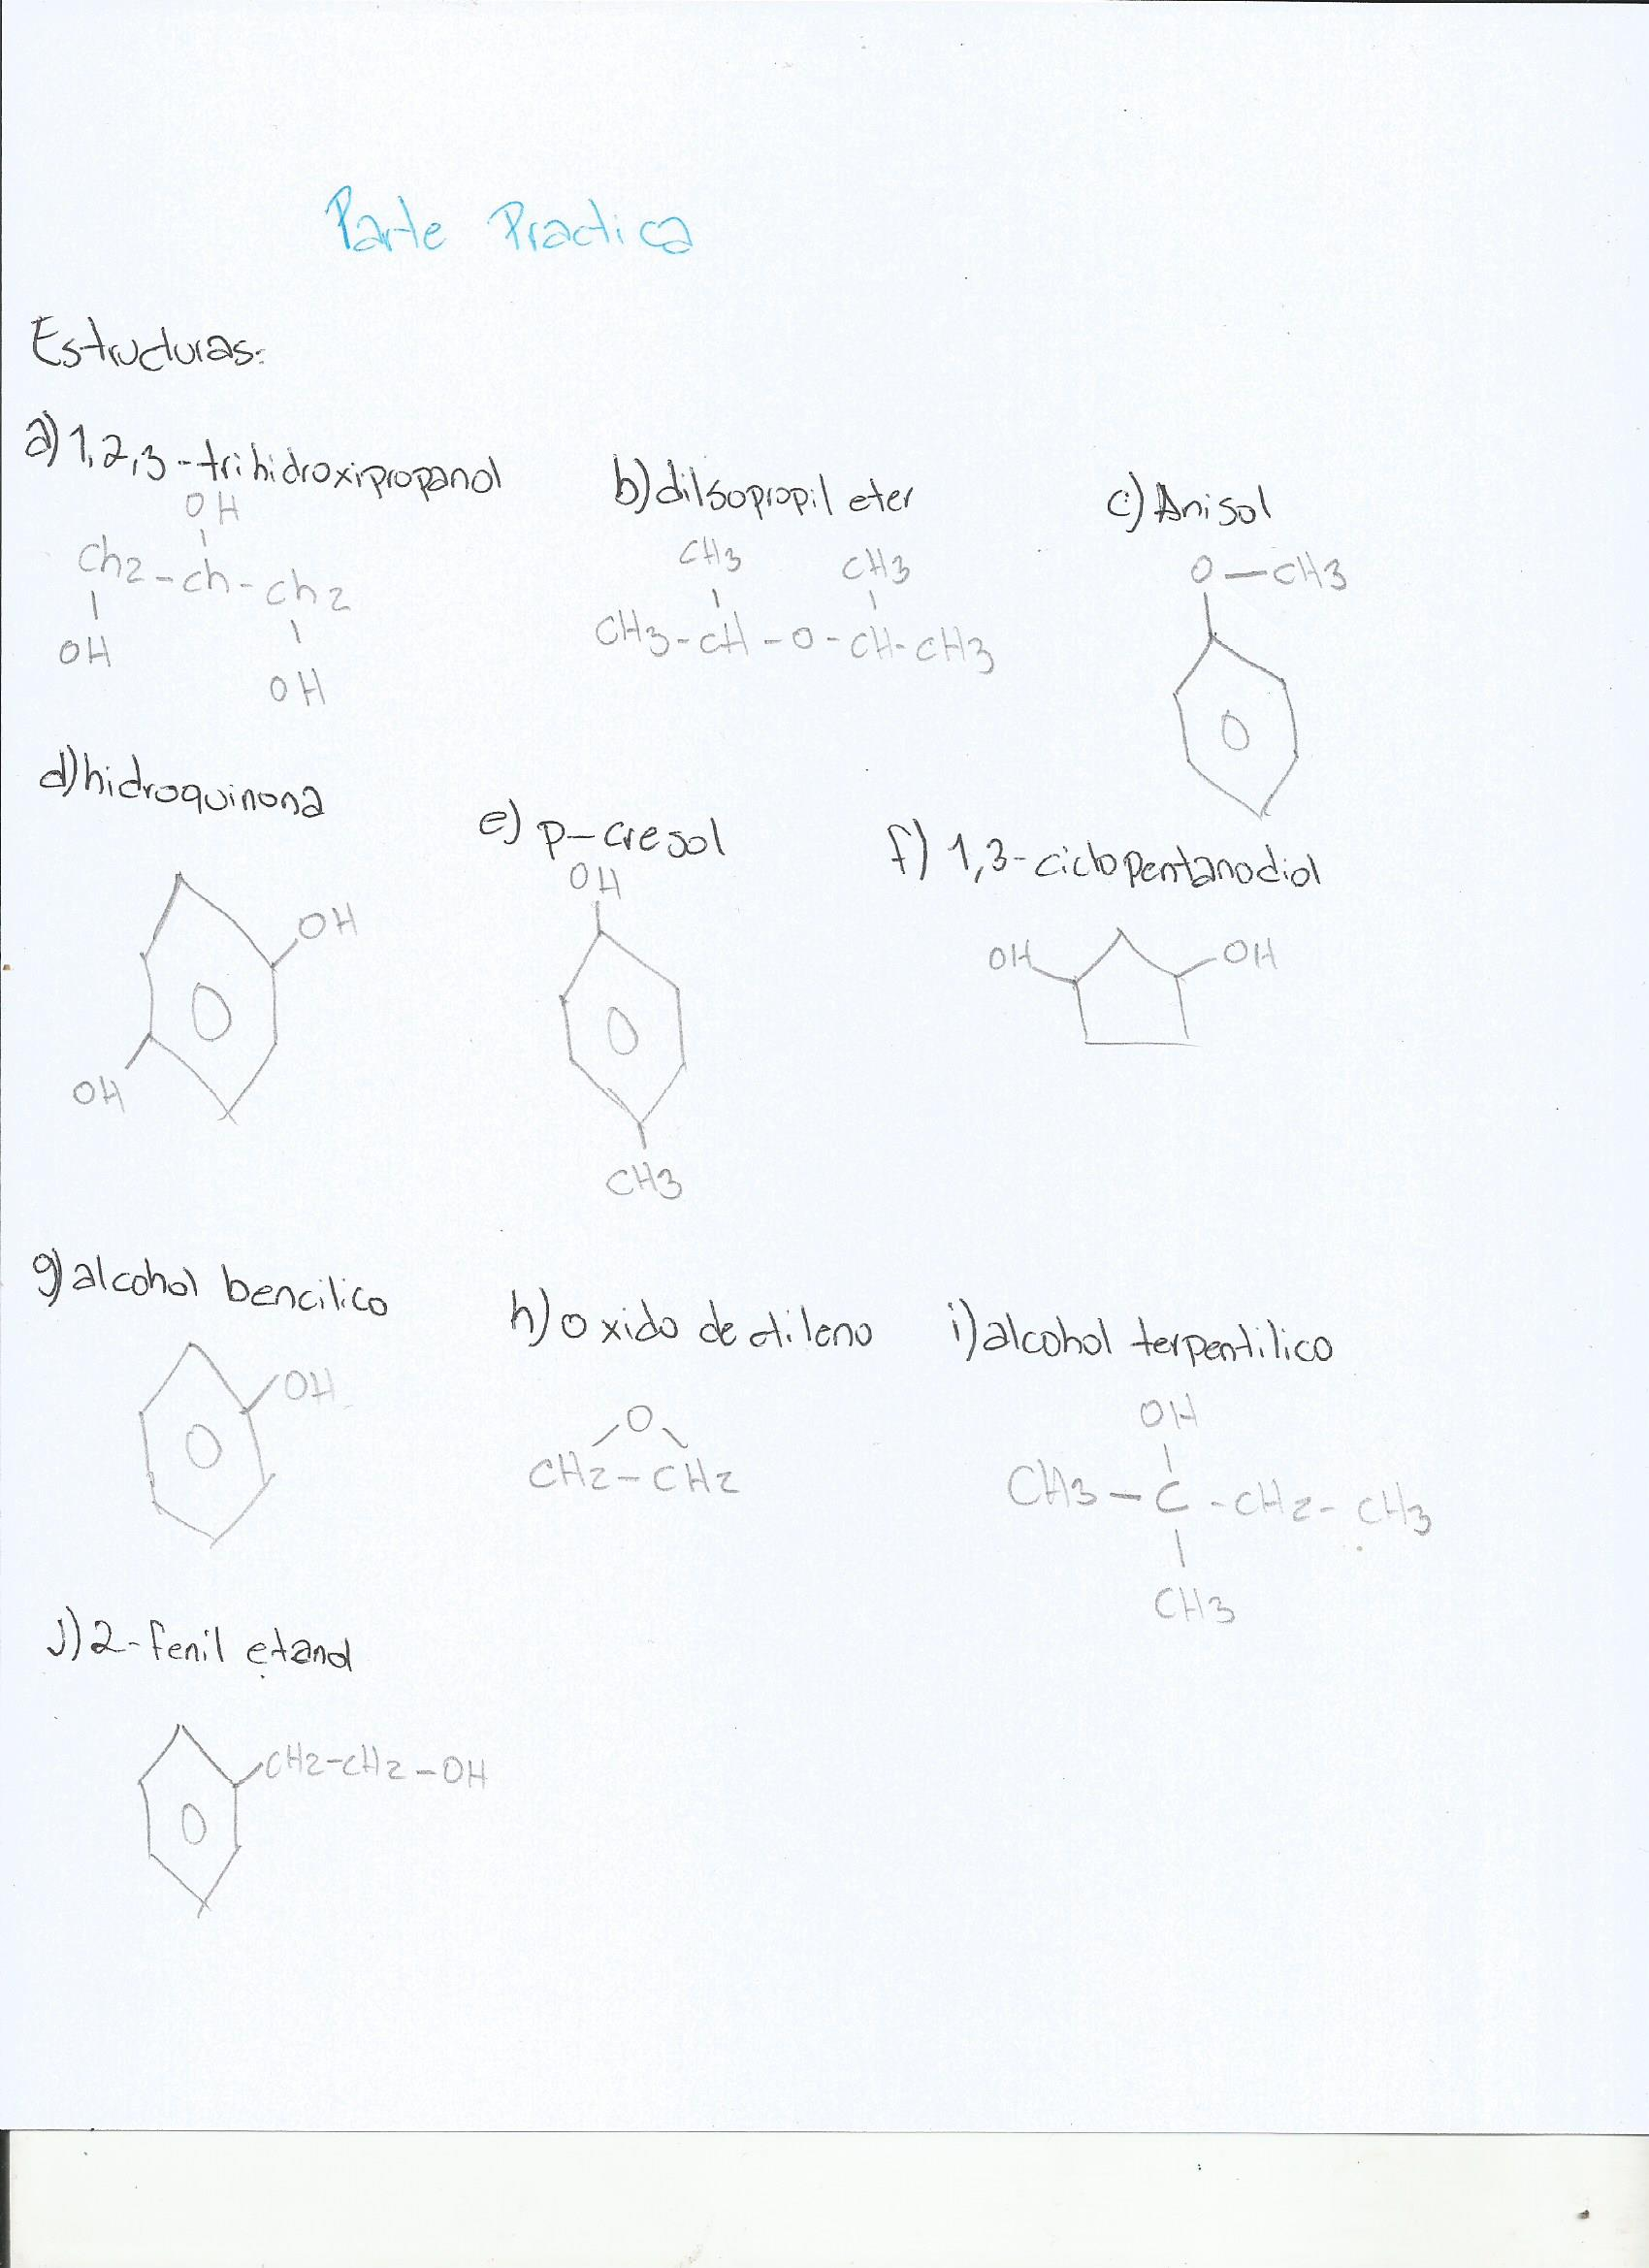 Parte Practica
Estructuras:
a) 1,2,3-trihidroxipropanol
OH
Ch2-ch-ch2
OH
OH
b) diIsopropil eter
CH3 CH3
CH3-CH-O-CH-CH3
c) Anisol
O-CH3
d) hidroquinona
OH
OH
e) p-cresol
OH
CH3
f) 1,3-ciclopentanodiol
OH OH
g) alcohol bencilico
OH
h) oxido de etileno
O
CH2-CH2
i) alcohol terpentilico
OH
CH3-C-CH2-CH3
CH3
J) 2-fenil etanol
CH2-CH2-OH